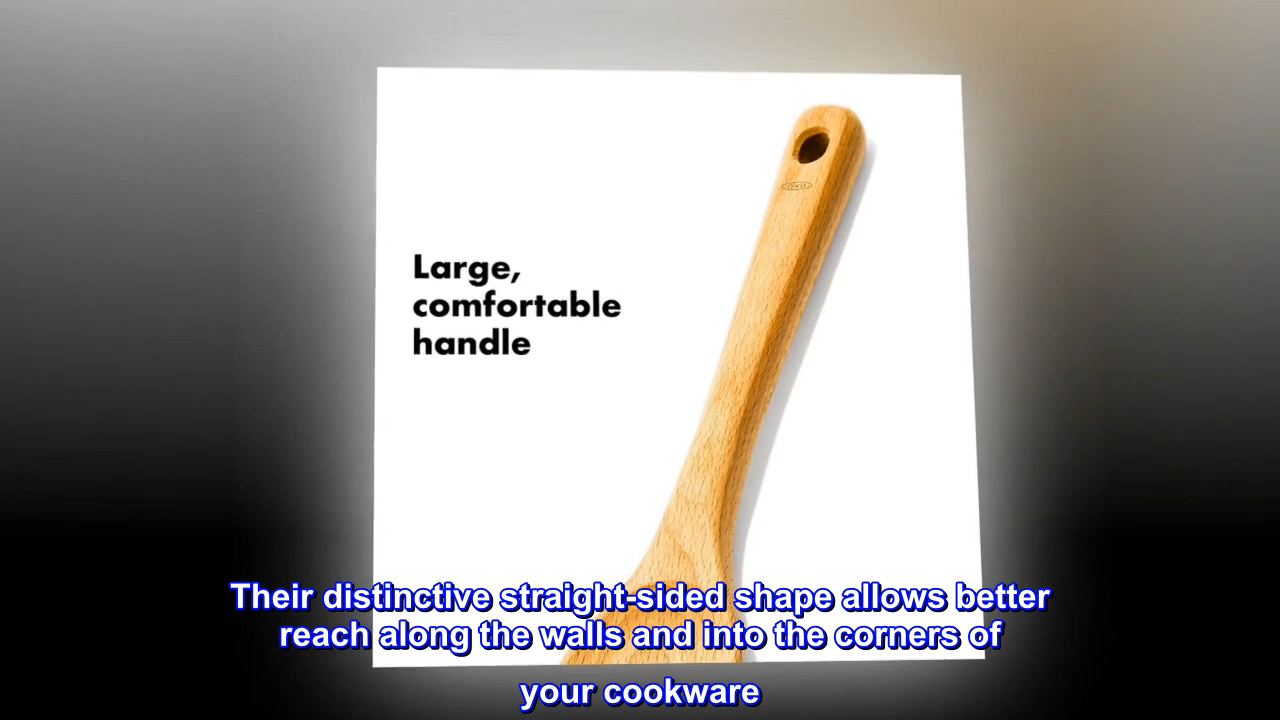 OXO
Large,
comfortable
handle
Their distinctive straight-sided shape allows better
reach along the walls and into the corners of
your cookware